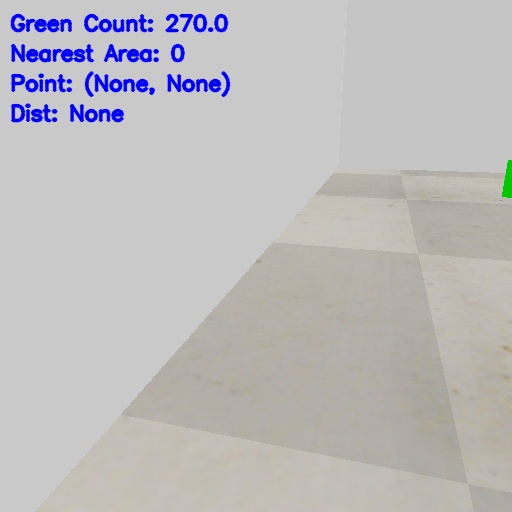 Green Count: 270.0
Nearest Area: 0
Point: (None, None)
Dist: None